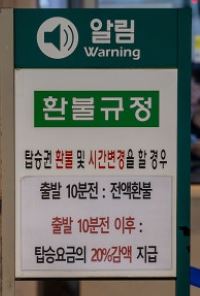 알림
Warning
환불규정
탑승권 환불 및 시간변경을 할 경우
출발 10분전 : 전액환불
출발 10분전 이후 :
탑승요금의 20%감액 지급